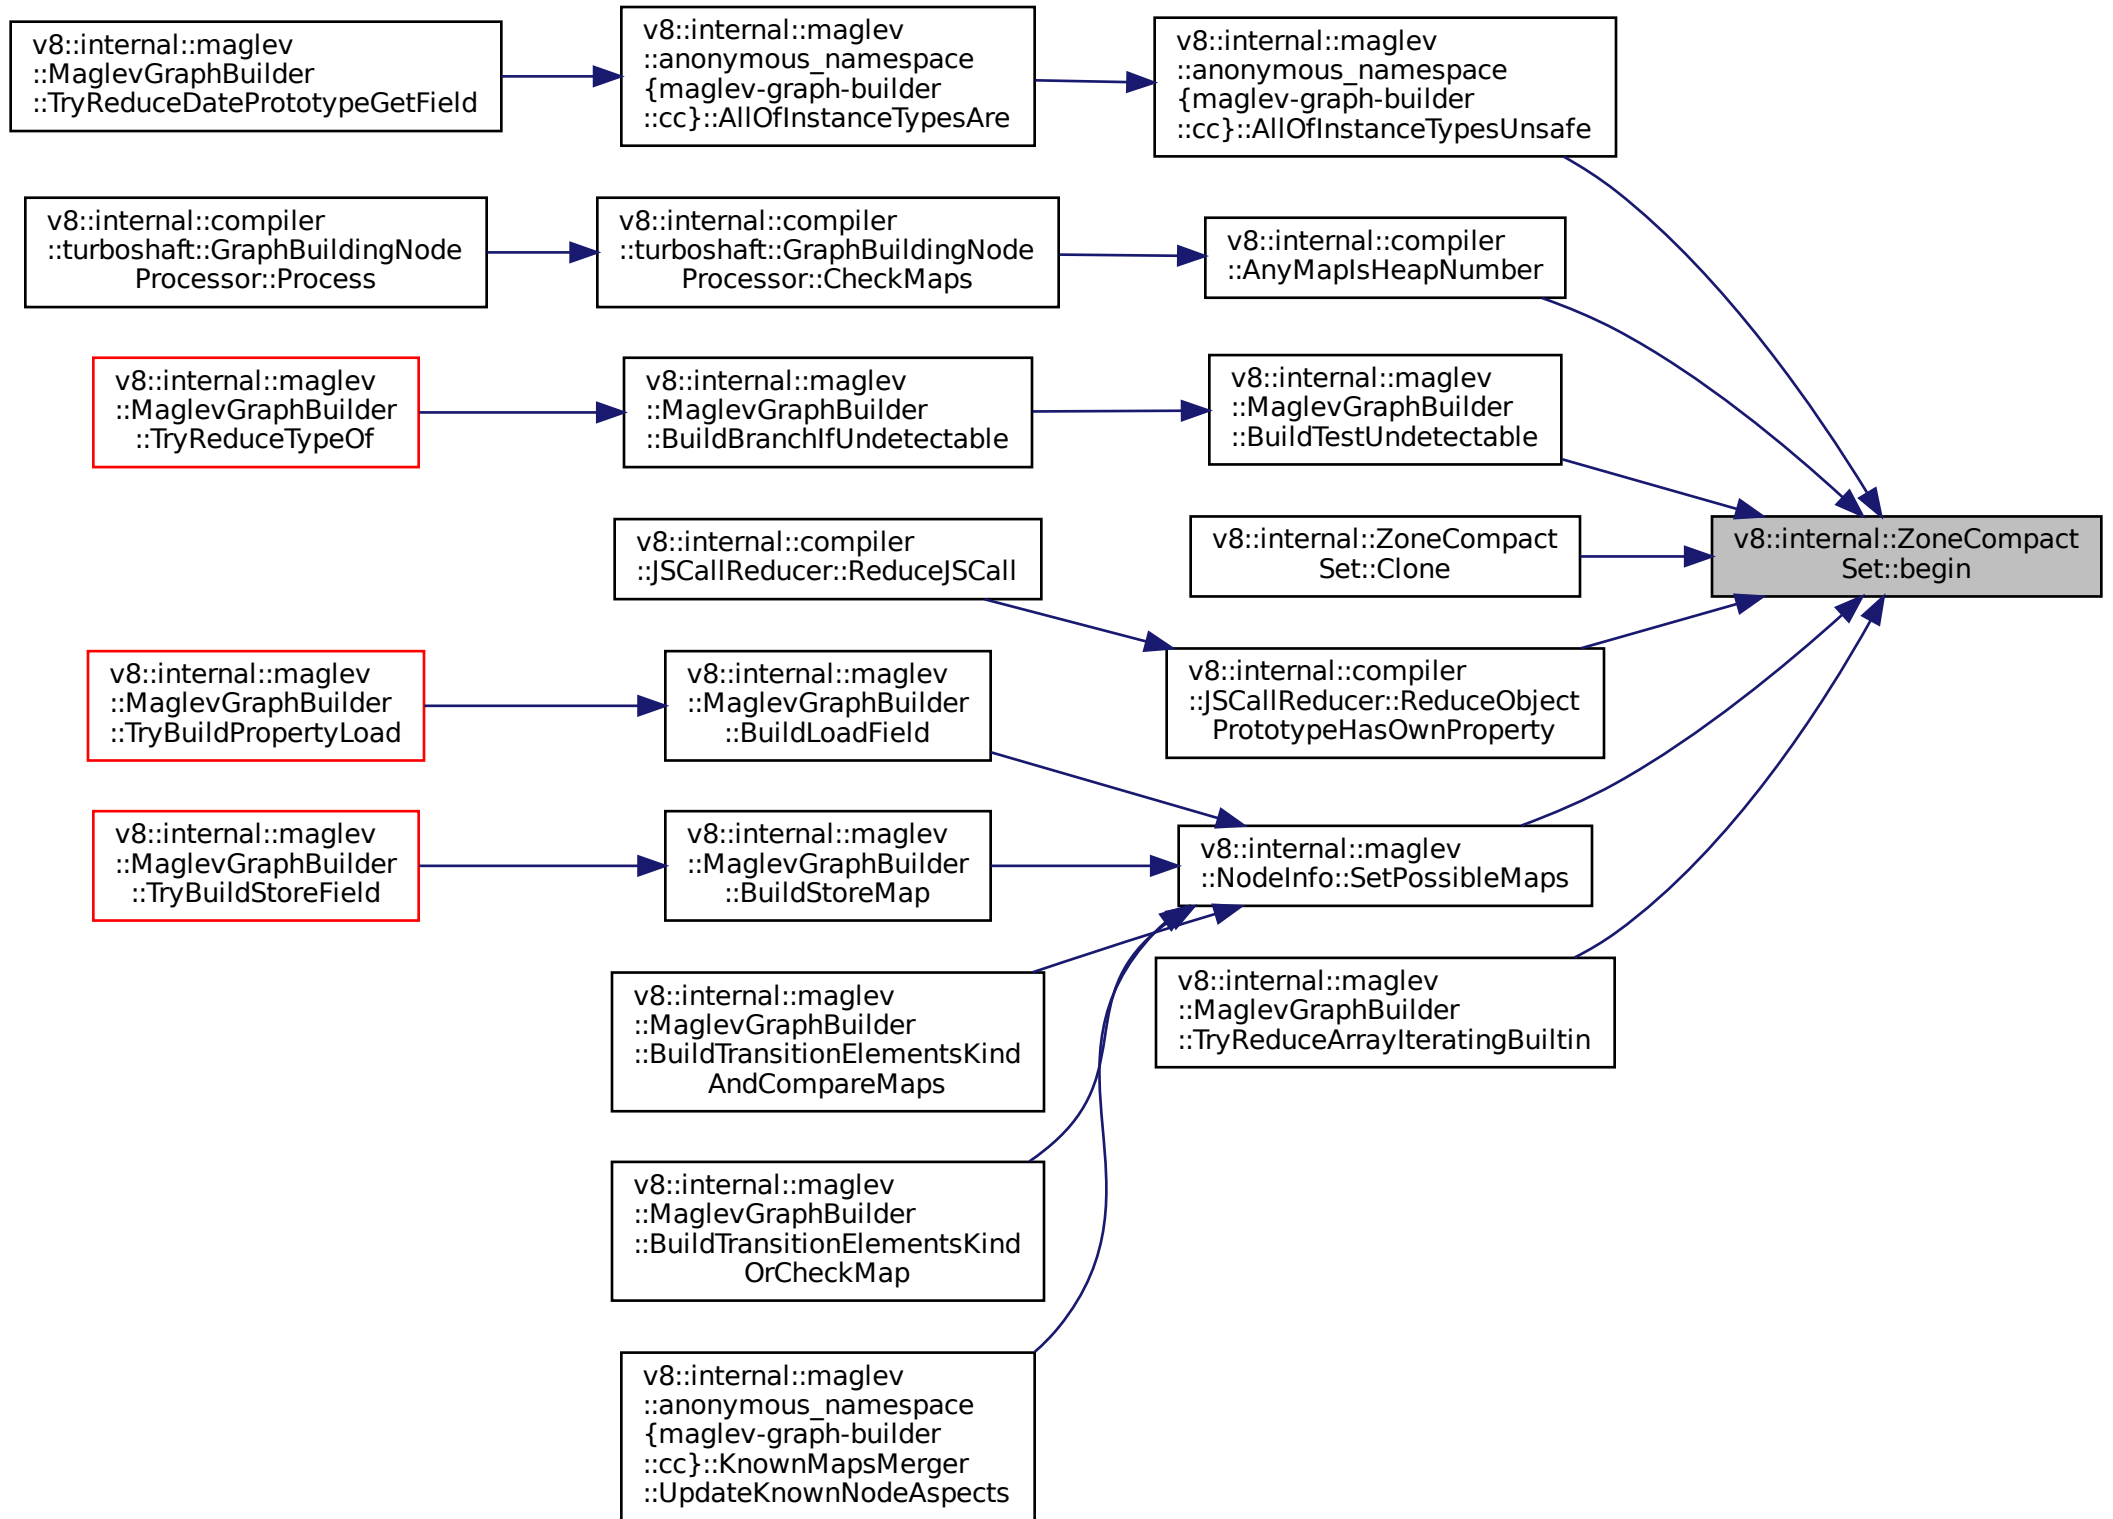 v8::internal::maglev
::MaglevGraphBuilder
::TryReduceDatePrototypeGetField
v8::internal::maglev
::anonymous_namespace
{maglev-graph-builder
::cc}::AllOfInstanceTypesAre
v8::internal::maglev
::anonymous_namespace
{maglev-graph-builder
::cc}::AllOfInstanceTypesUnsafe
v8::internal::compiler
::turboshaft::GraphBuildingNode
Processor::Process
v8::internal::compiler
::turboshaft::GraphBuildingNode
Processor::CheckMaps
v8::internal::compiler
::AnyMapIsHeapNumber
v8::internal::maglev
::MaglevGraphBuilder
::TryReduceTypeOf
v8::internal::maglev
::MaglevGraphBuilder
::BuildBranchIfUndetectable
v8::internal::maglev
::MaglevGraphBuilder
::BuildTestUndetectable
v8::internal::compiler
::JSCallReducer::ReduceJSCall
v8::internal::ZoneCompact
Set::Clone
v8::internal::ZoneCompact
Set::begin
v8::internal::maglev
::MaglevGraphBuilder
::TryBuildPropertyLoad
v8::internal::maglev
::MaglevGraphBuilder
::BuildLoadField
v8::internal::compiler
::JSCallReducer::ReduceObject
PrototypeHasOwnProperty
v8::internal::maglev
::MaglevGraphBuilder
::TryBuildStoreField
v8::internal::maglev
::MaglevGraphBuilder
::BuildStoreMap
v8::internal::maglev
::NodeInfo::SetPossibleMaps
v8::internal::maglev
::MaglevGraphBuilder
::BuildTransitionElementsKind
AndCompareMaps
v8::internal::maglev
::MaglevGraphBuilder
::TryReduceArrayIteratingBuiltin
v8::internal::maglev
::MaglevGraphBuilder
::BuildTransitionElementsKind
OrCheckMap
v8::internal::maglev
::anonymous_namespace
{maglev-graph-builder
::cc}::KnownMapsMerger
::UpdateKnownNodeAspects